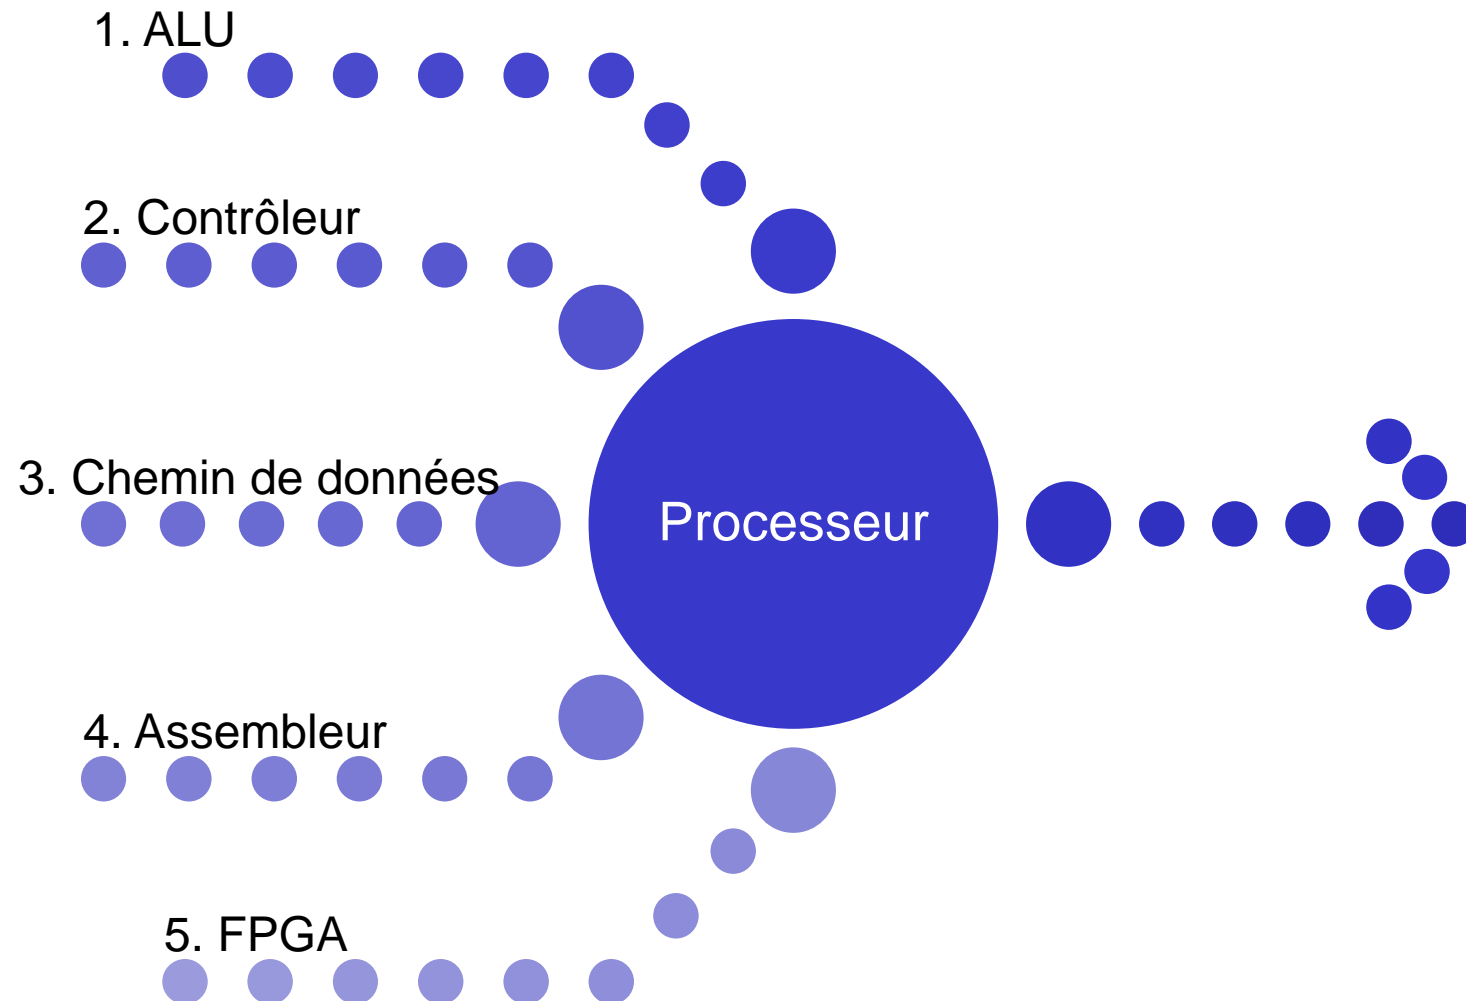 1. ALU
2. Contrôleur
3. Chemin de données
Processeur
4. Assembleur
5. FPGA